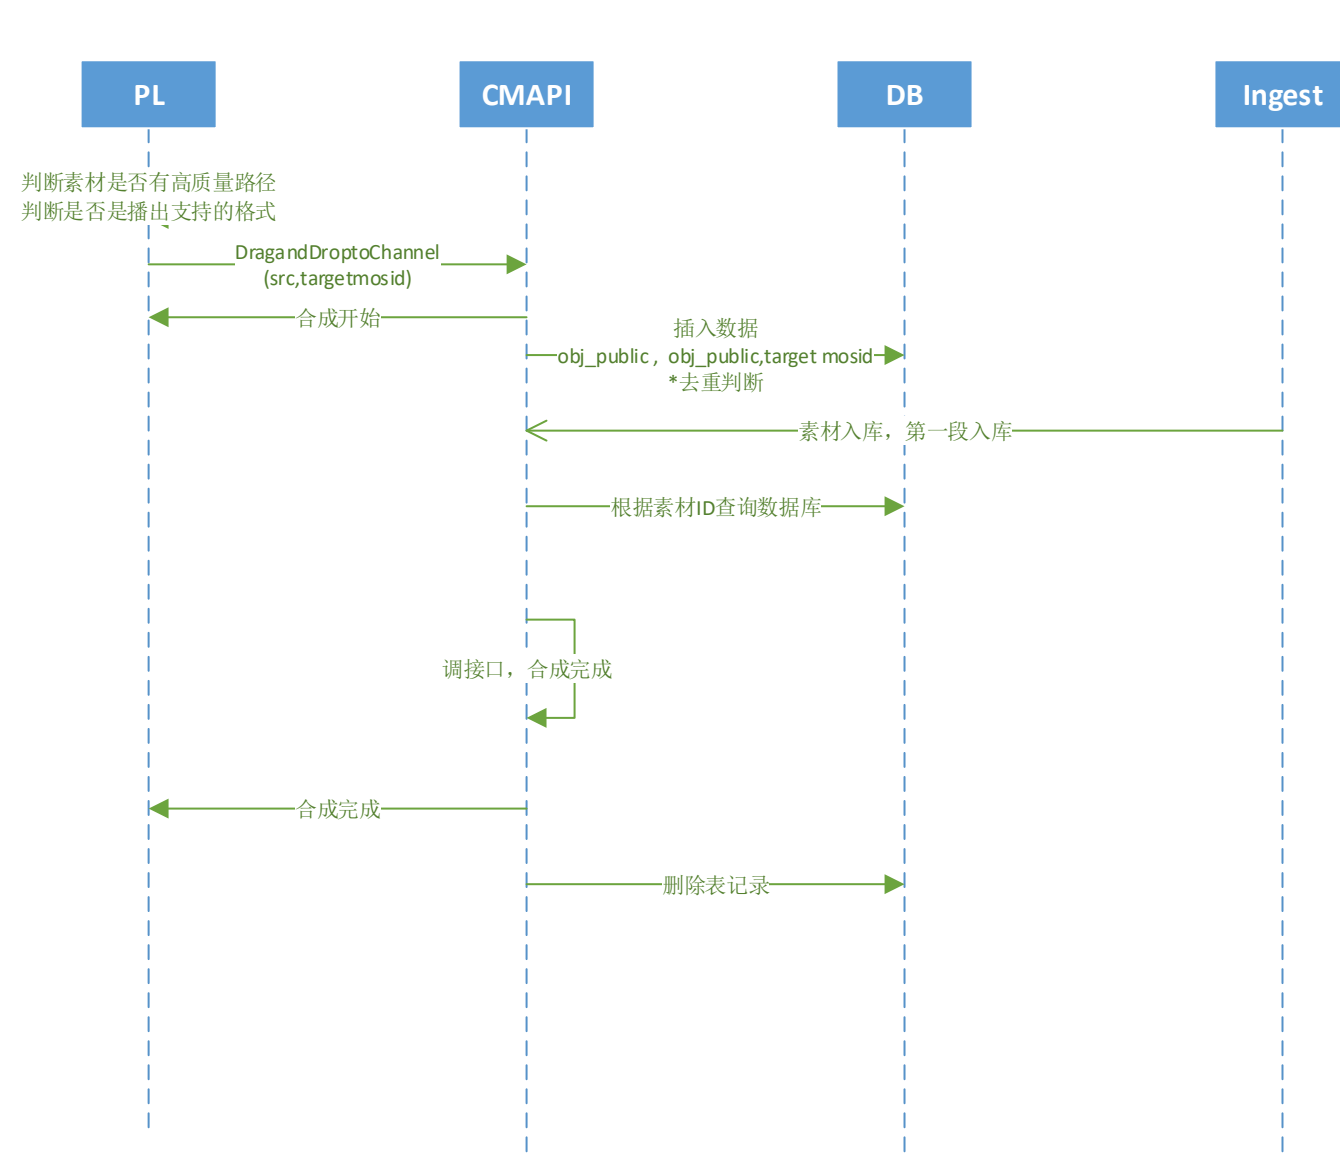 PL
CMAPI
DB
Ingest
判断素材是否有高质量路径
判断是否是播出支持的格式
DragandDroptoChannel
(src,targetmosid)
合成开始
插入数据
obj_public , obj_public,target mosid
*去重判断
素材入库，第一段入库
根据素材ID查询数据库
调接口，合成完成
合成完成
删除表记录